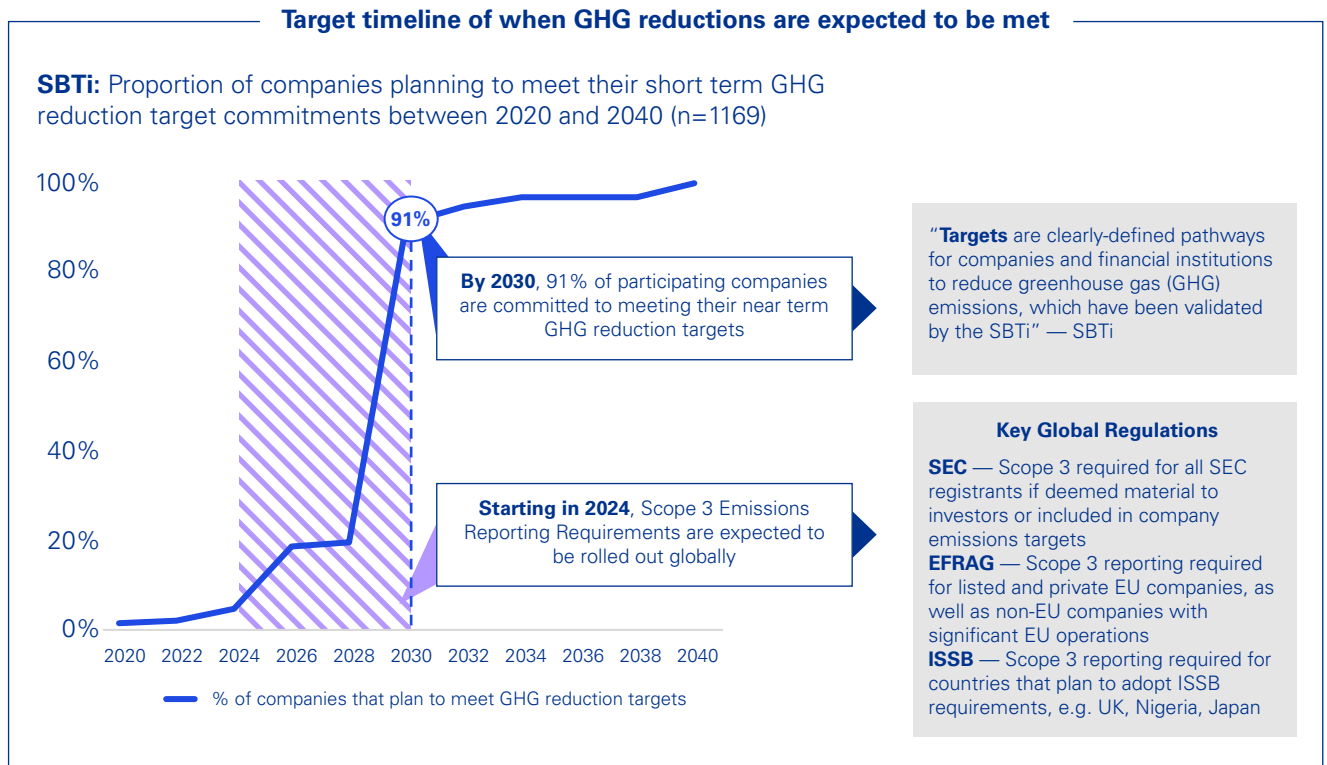 Target timeline of when GHG reductions are expected to be met
SBTi: Proportion of companies planning to meet their short term GHG
reduction target commitments between 2020 and 2040 (n=1169)
100%
80%
60%
40%
20%
0%
91%
By 2030, 91% of participating companies
are committed to meeting their near term
GHG reduction targets
Starting in 2024, Scope 3 Emissions
Reporting Requirements are expected to
be rolled out globally
2020 2022 2024 2026 2028 2030 2032 2034 2036 2038 2040
% of companies that plan to meet GHG reduction targets
“Targets are clearly-defined pathways
for companies and financial institutions
to reduce greenhouse gas (GHG)
emissions, which have been validated
by the SBTi” — SBTi
Key Global Regulations
SEC — Scope 3 required for all SEC
registrants if deemed material to
investors or included in company
emissions targets
EFRAG — Scope 3 reporting required
for listed and private EU companies, as
well as non-EU companies with
significant EU operations
ISSB — Scope 3 reporting required for
countries that plan to adopt ISSB
requirements, e.g. UK, Nigeria, Japan